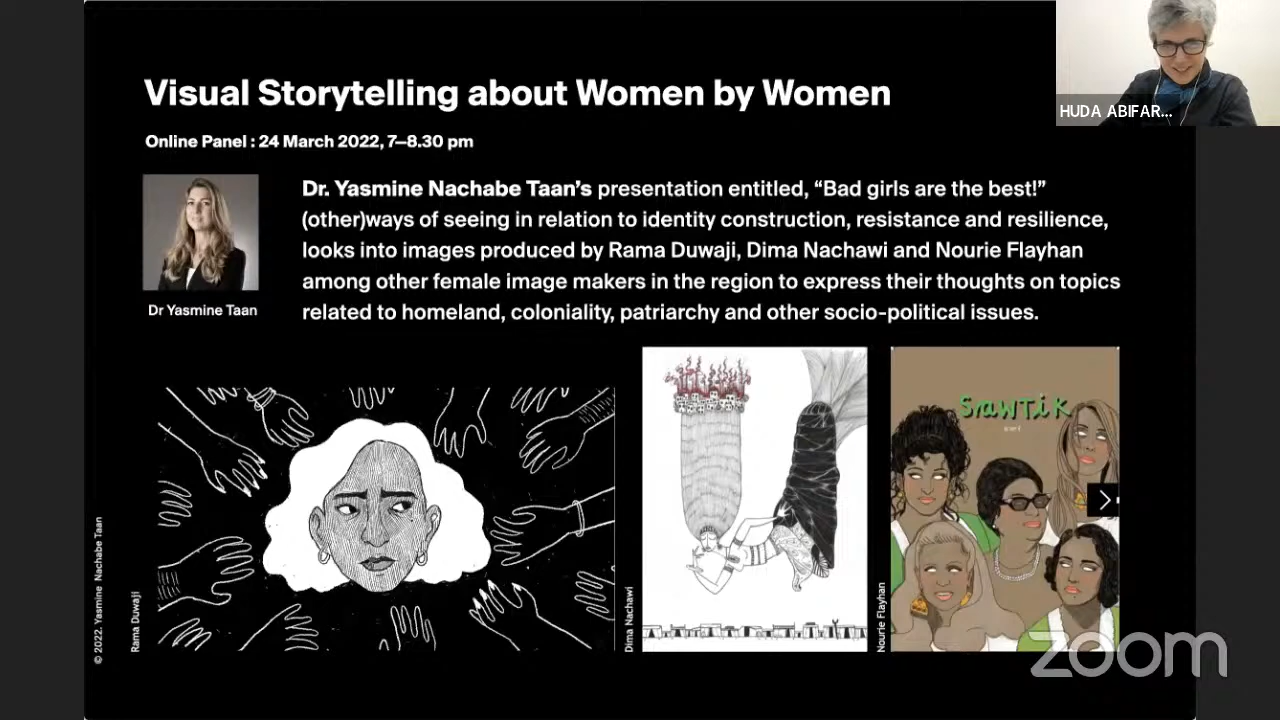 Visual Storytelling about Women by Women
HUDA ABIFAR...
Online Panel : 24 March 2022, 7–8.30 pm
Dr. Yasmine Nachabe Taan’s presentation entitled, “Bad girls are the best!”
(other)ways of seeing in relation to identity construction, resistance and resilience,
looks into images produced by Rama Duwaji, Dima Nachawi and Nourie Flayhan
among other female image makers in the region to express their thoughts on topics
related to homeland, coloniality, patriarchy and other socio-political issues.
Dr Yasmine Taan
© 2022. Yasmine Nachabe Taan
Rama Duwaji
Dima Nachawi
Nourie Flayhan
SaWTiK
zoom